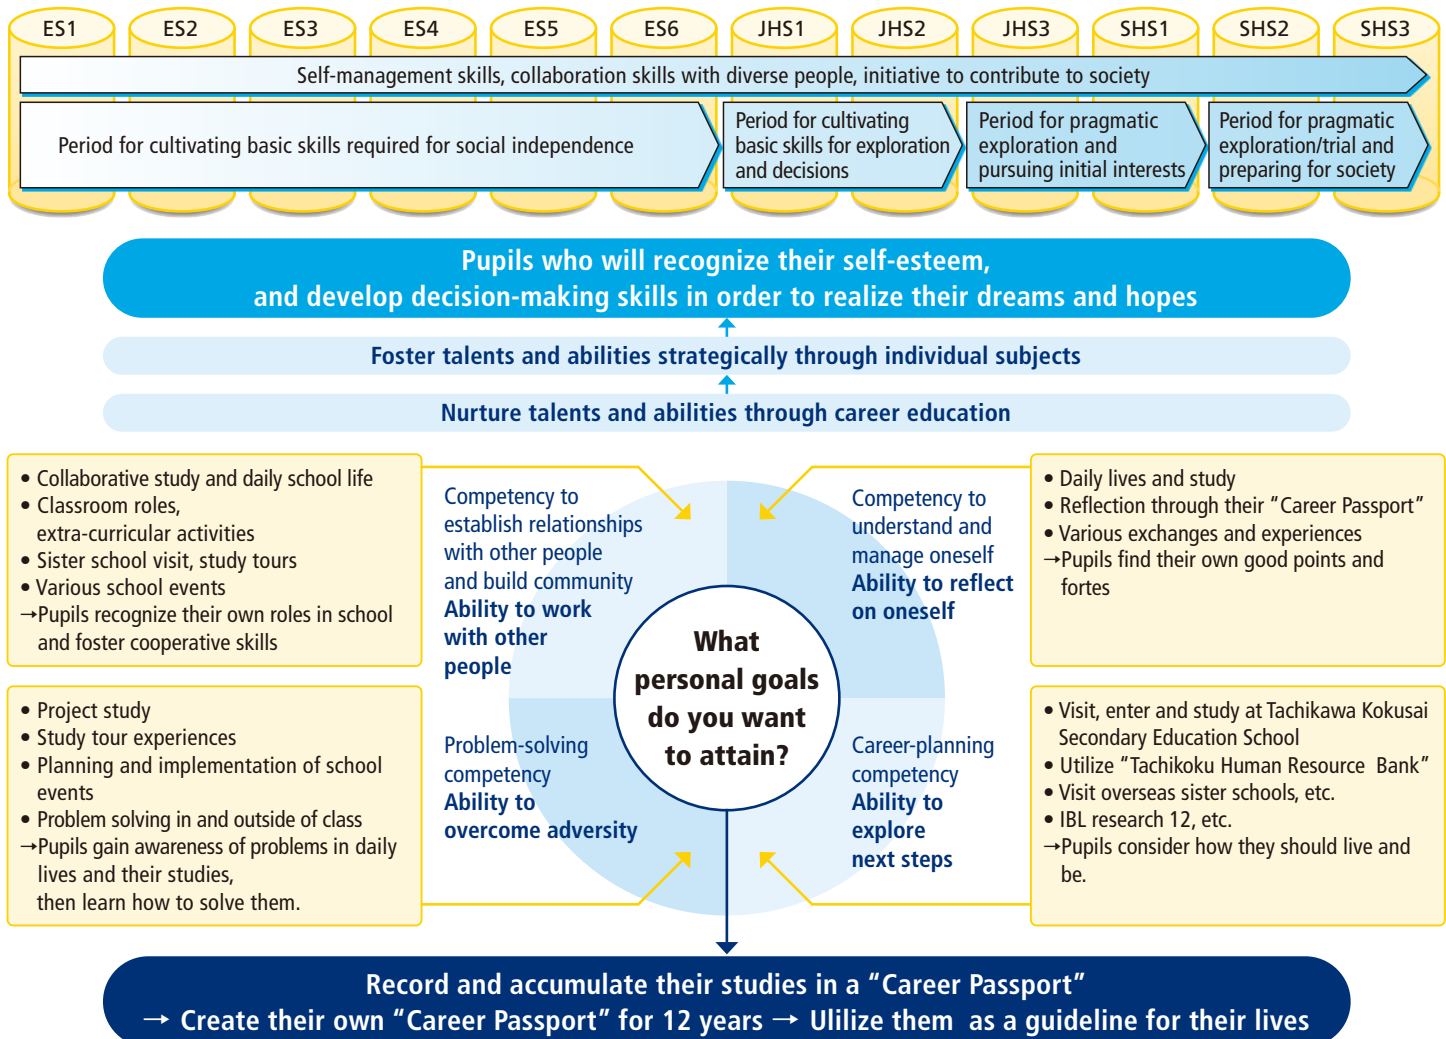 ES1 ES2 ES3 ES4 ES5 ES6 JHS1 JHS2 JHS3 SHS1 SHS2 SHS3
Self-management skills, collaboration skills with diverse people, initiative to contribute to society
Period for cultivating basic skills required for social independence
Period for cultivating
basic skills for exploration
and decisions
Period for pragmatic
exploration and
pursuing initial interests
Period for pragmatic
exploration/trial and
preparing for society
Pupils who will recognize their self-esteem,
and develop decision-making skills in order to realize their dreams and hopes
Foster talents and abilities strategically through individual subjects
Nurture talents and abilities through career education
• Collaborative study and daily school life
• Classroom roles,
extra-curricular activities
• Sister school visit, study tours
• Various school events
→Pupils recognize their own roles in school
and foster cooperative skills
Competency to
establish relationships
with other people
and build community
Ability to work
with other
people
Competency to
understand and
manage oneself
Ability to reflect
on oneself
• Daily lives and study
• Reflection through their “Career Passport”
• Various exchanges and experiences
→Pupils find their own good points and
fortes
What
personal goals
do you want
to attain?
• Project study
• Study tour experiences
• Planning and implementation of school
events
• Problem solving in and outside of class
→Pupils gain awareness of problems in daily
lives and their studies,
then learn how to solve them.
Problem-solving
competency
Ability to
overcome adversity
Career-planning
competency
Ability to
explore
next steps
• Visit, enter and study at Tachikawa Kokusai
Secondary Education School
• Utilize “Tachikoku Human Resource Bank”
• Visit overseas sister schools, etc.
• IBL research 12, etc.
→Pupils consider how they should live and
be.
Record and accumulate their studies in a “Career Passport”
→ Create their own “Career Passport” for 12 years → Ulilize them as a guideline for their lives